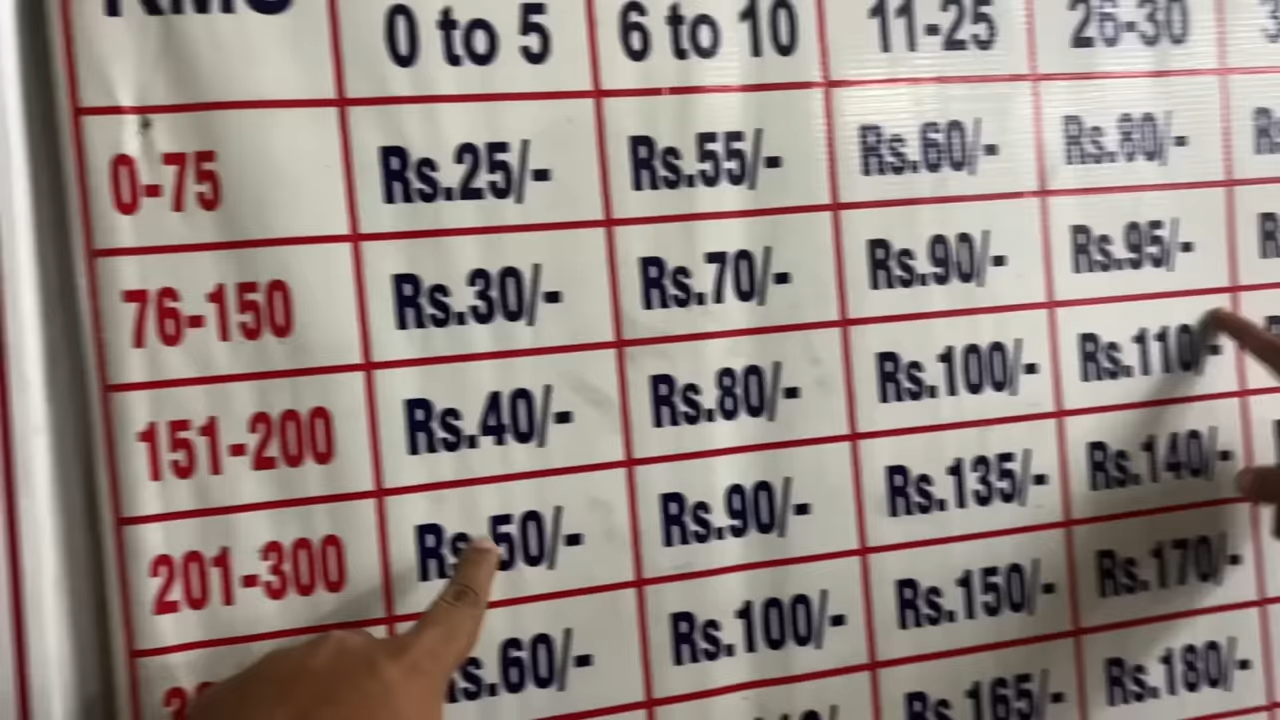 KMS 0 to 5 6 to 10 11-25 26-30
0-75 Rs.25/- Rs.55/- Rs.60/- Rs.80/-
76-150 Rs.30/- Rs.70/- Rs.90/- Rs.95/-
151-200 Rs.40/- Rs.80/- Rs.100/- Rs.110/-
201-300 Rs.50/- Rs.90/- Rs.135/- Rs.140/-
Rs.60/- Rs.100/- Rs.150/- Rs.170/-
Rs.165/- Rs.180/-